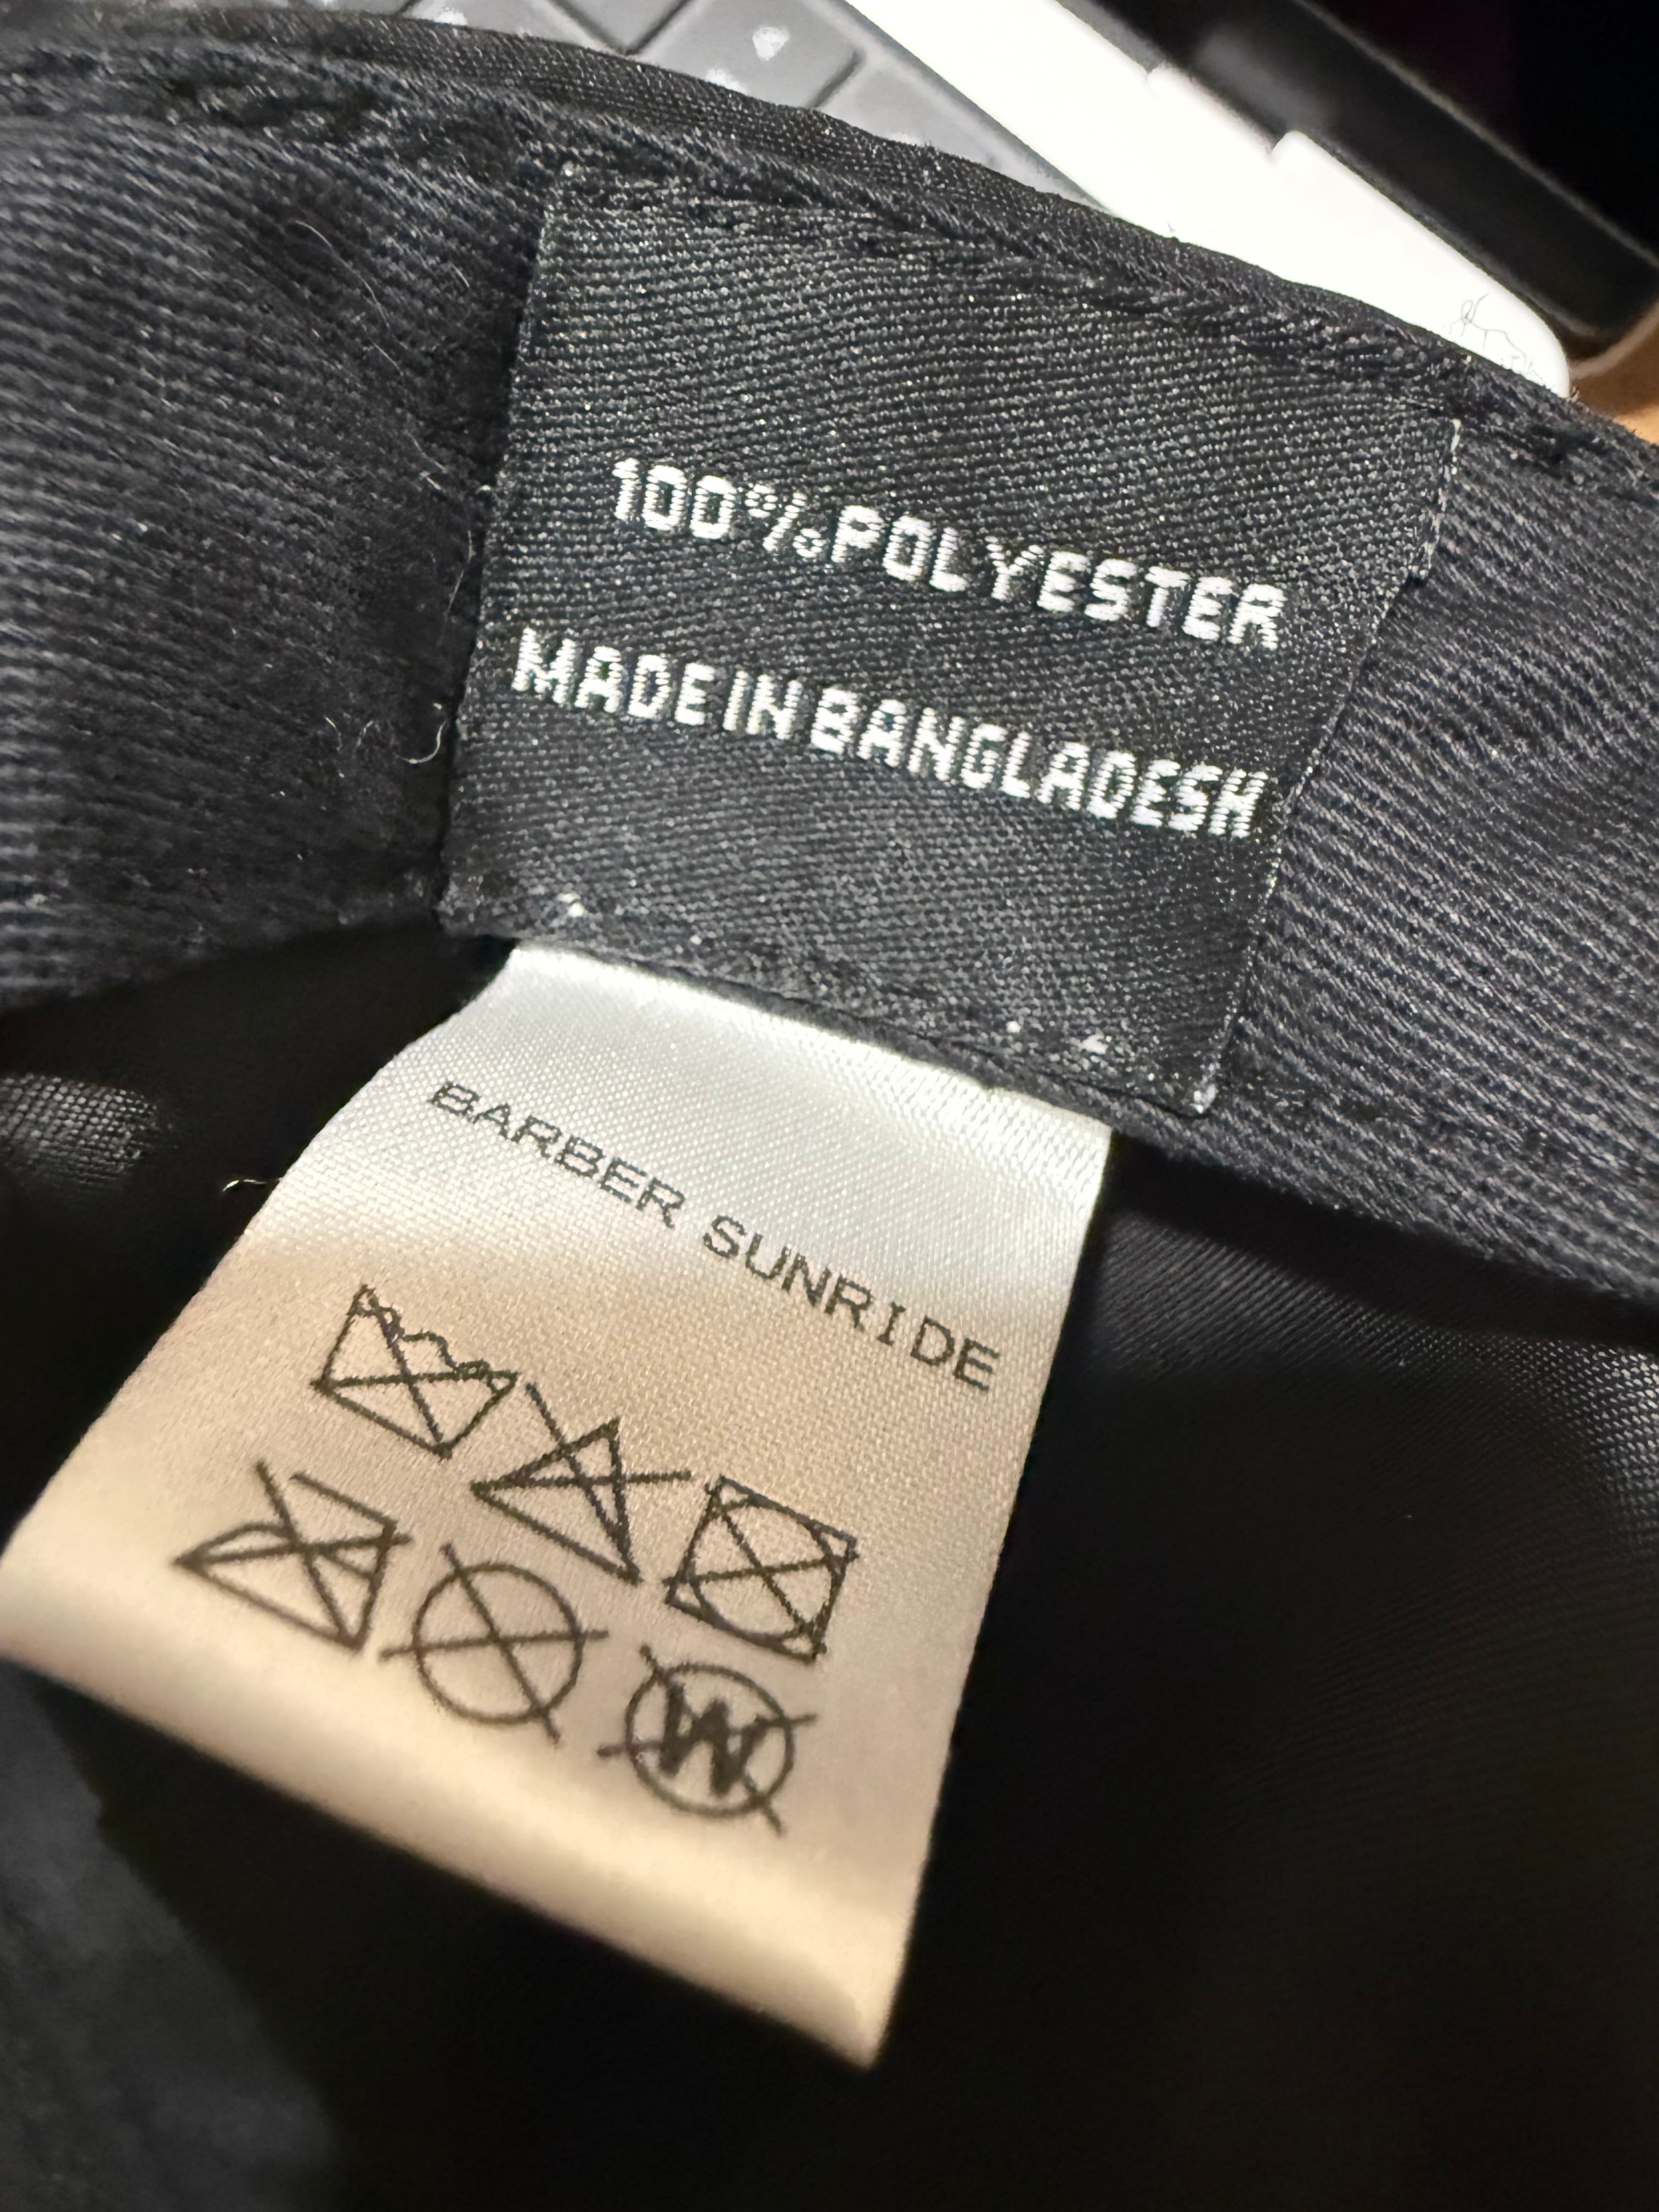 100%POLYESTER
MADE IN BANGLADESH
BARBER SUNRIDE
W